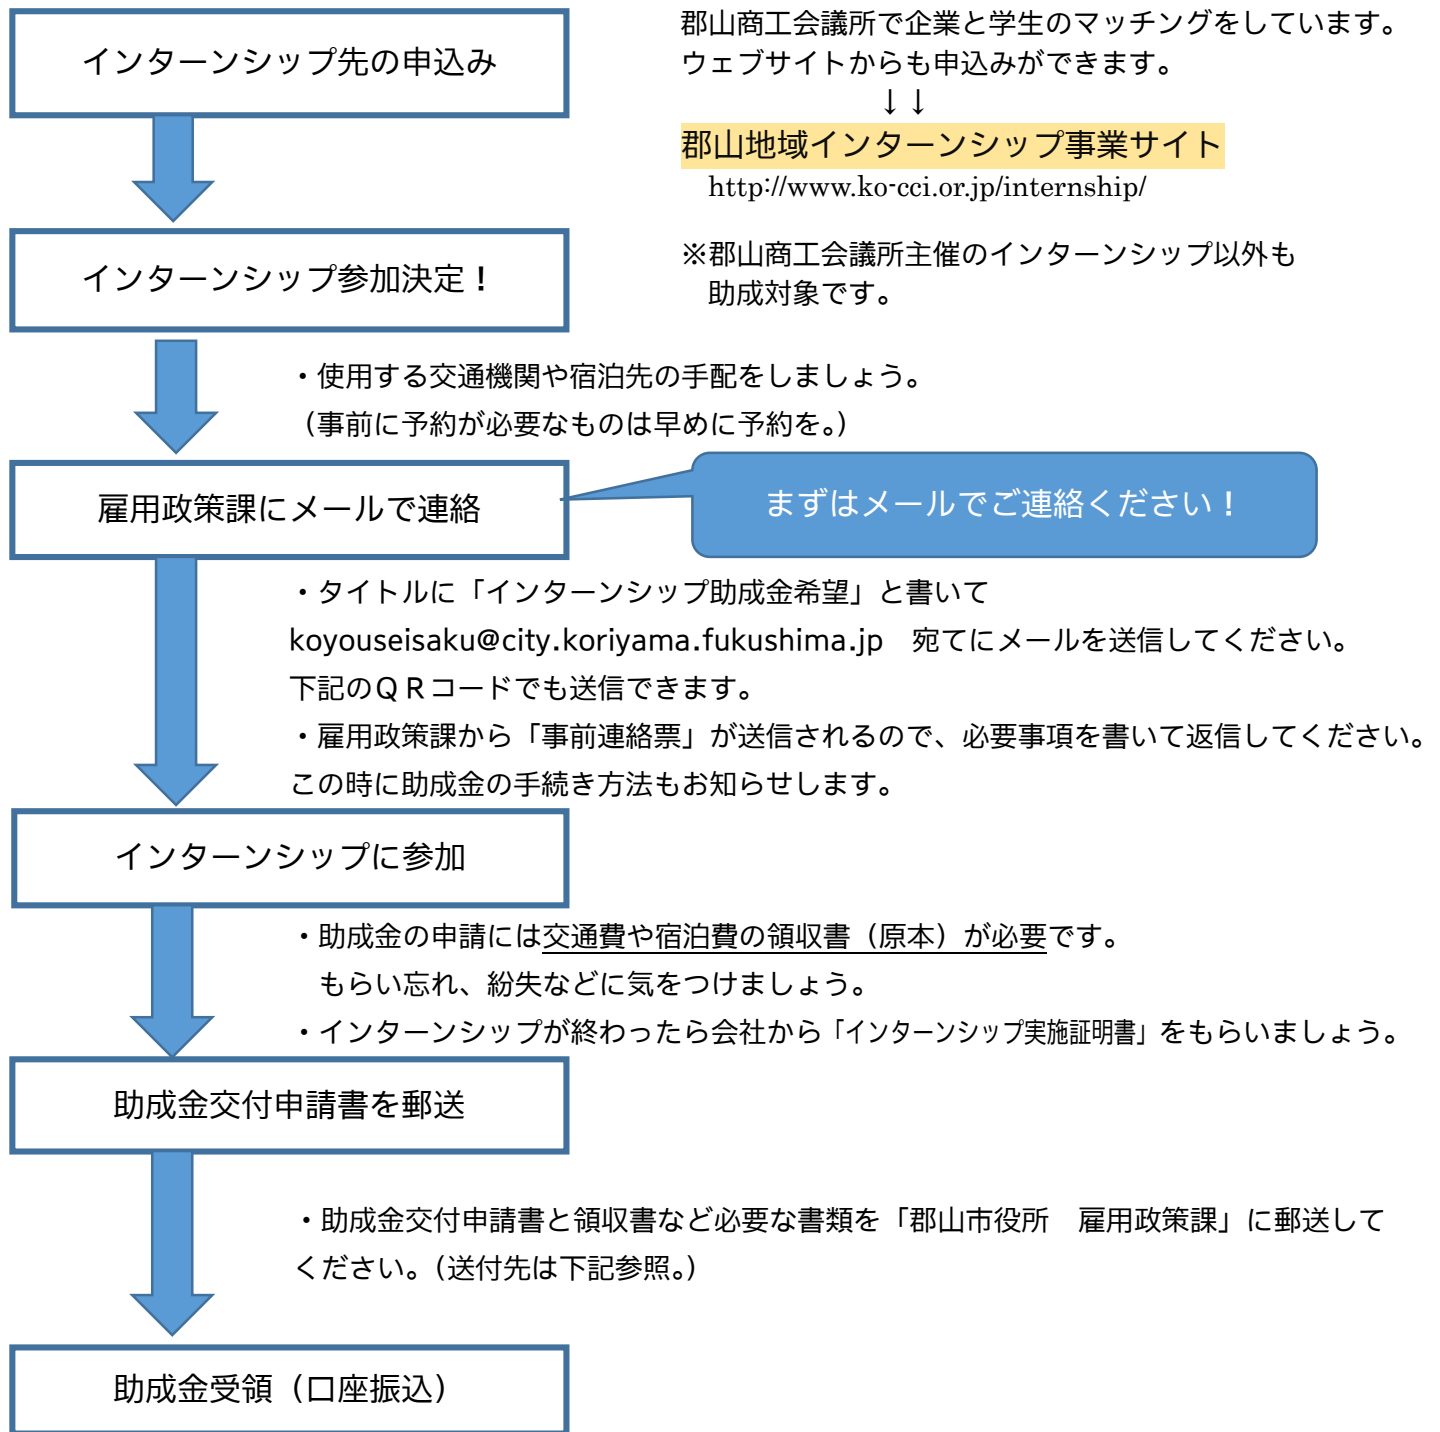 インターンシップ先の申込み
郡山商工会議所で企業と学生のマッチングをしています。
ウェブサイトからも申込みができます。
↓↓
郡山地域インターンシップ事業サイト
http://www.ko-cci.or.jp/internship/
※郡山商工会議所主催のインターンシップ以外も
助成対象です。
インターンシップ参加決定！
・使用する交通機関や宿泊先の手配をしましょう。
（事前に予約が必要なものは早めに予約を。）
雇用政策課にメールで連絡
まずはメールでご連絡ください！
・タイトルに「インターンシップ助成金希望」と書いて
koyouseisaku@city.koriyama.fukushima.jp　宛てにメールを送信してください。
下記のＱＲコードでも送信できます。
・雇用政策課から「事前連絡票」が送信されるので、必要事項を書いて返信してください。
この時に助成金の手続き方法もお知らせします。
インターンシップに参加
・助成金の申請には交通費や宿泊費の領収書（原本）が必要です。
もらい忘れ、紛失などに気をつけましょう。
・インターンシップが終わったら会社から「インターンシップ実施証明書」をもらいましょう。
助成金交付申請書を郵送
・助成金交付申請書と領収書など必要な書類を「郡山市役所　雇用政策課」に郵送して
ください。（送付先は下記参照。）
助成金受領（口座振込）